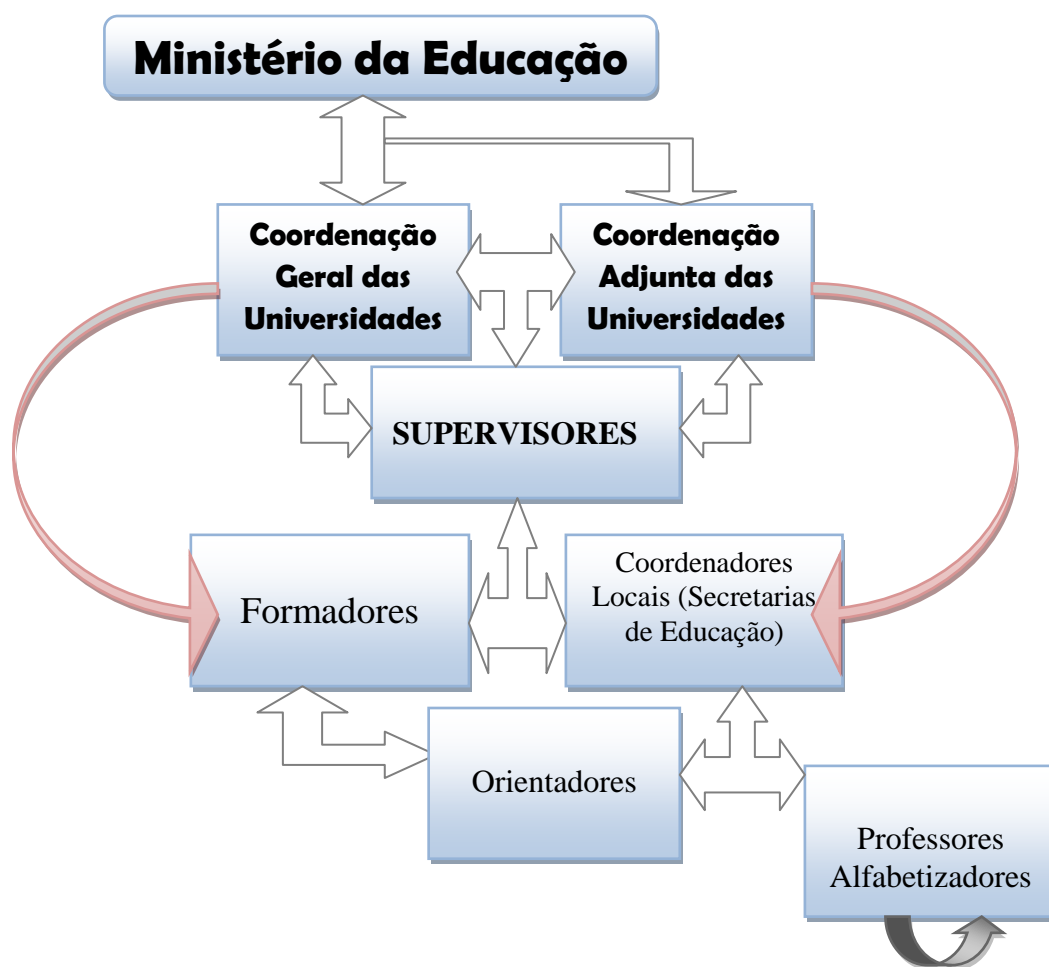 Ministério da Educação
Coordenação
Geral das
Universidades
Coordenação
Adjunta das
Universidades
SUPERVISORES
Formadores
Coordenadores
Locais (Secretarias
de Educação)
Orientadores
Professores
Alfabetizadores